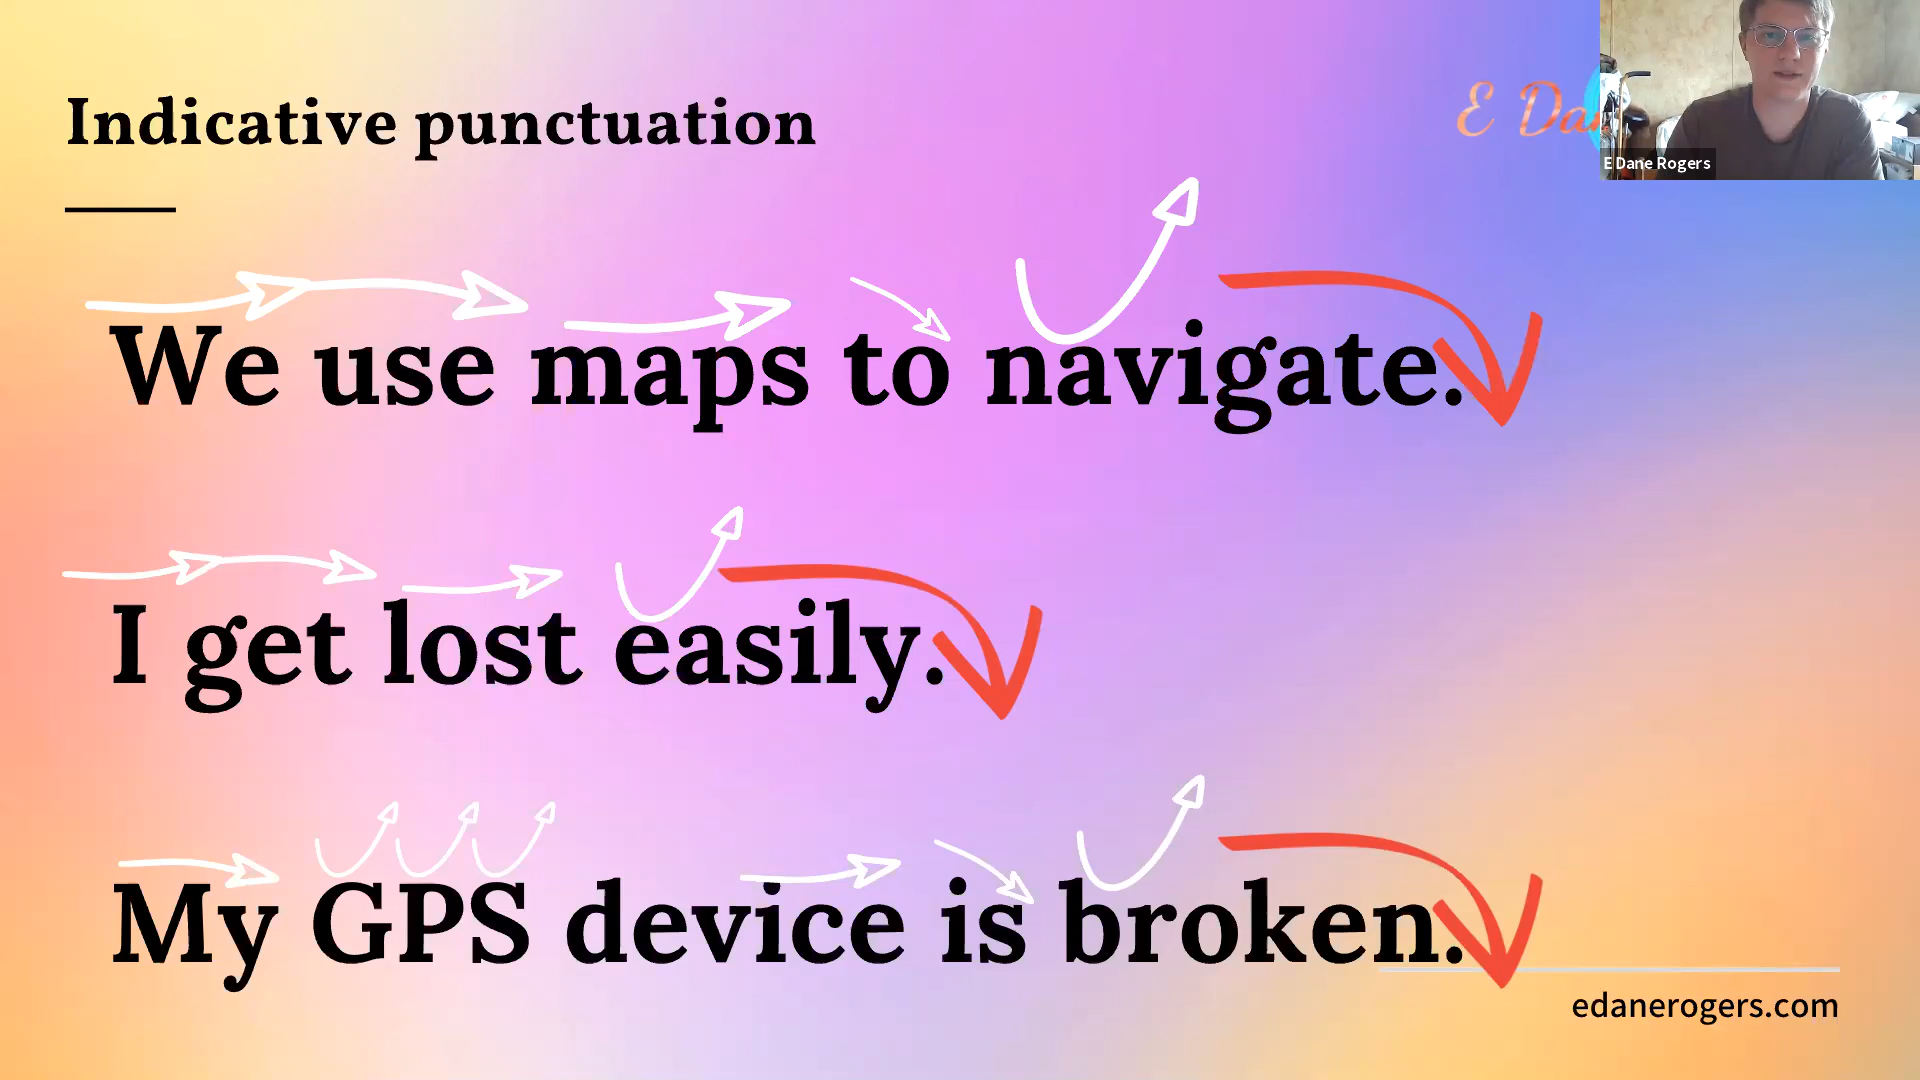 Indicative punctuation
E Da
E Dane Rogers
We use maps to navigate.
I get lost easily.
My GPS device is broken.
edanerogers.com